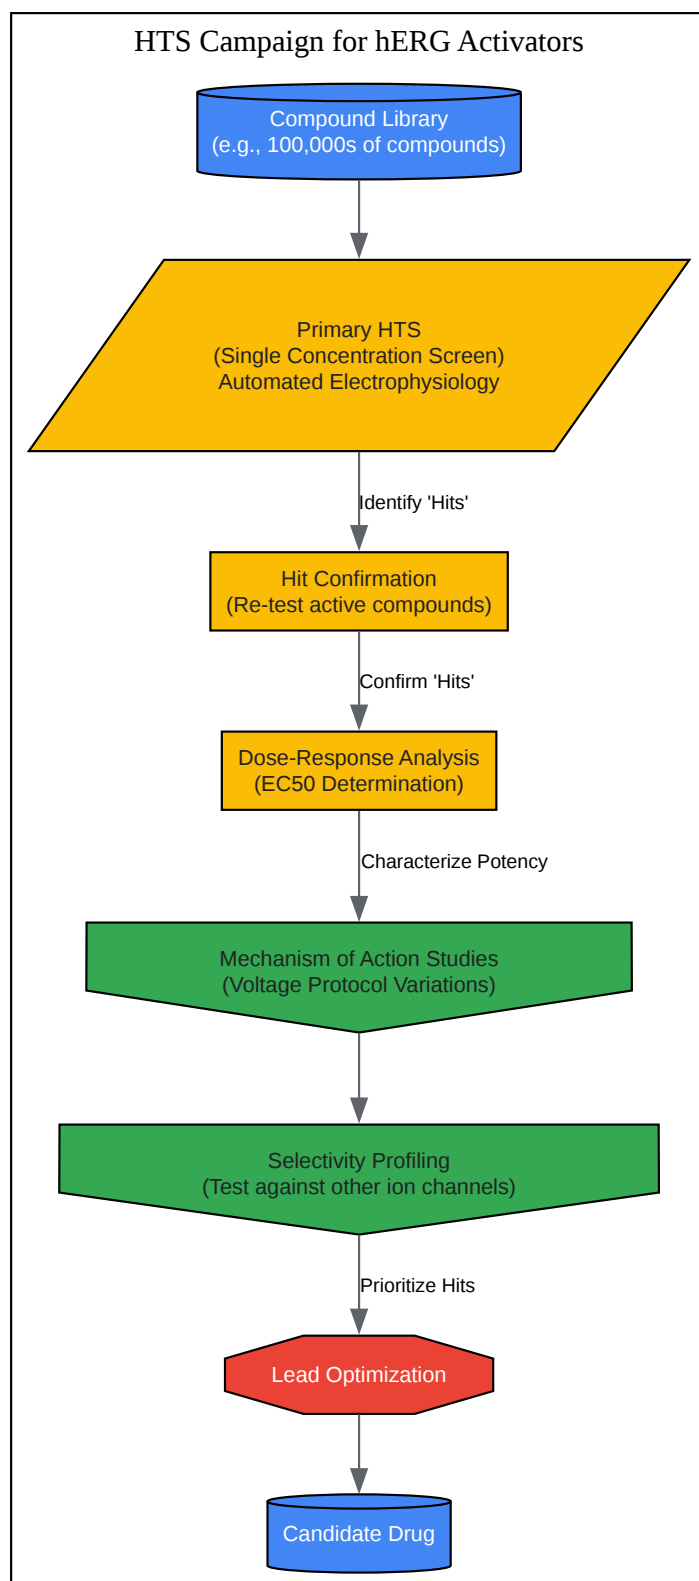 HTS Campaign for hERG Activators
Compound Library
(e.g., 100,000s of compounds)
Primary HTS
(Single Concentration Screen)
Automated Electrophysiology
Identify 'Hits'
Hit Confirmation
(Re-test active compounds)
Confirm 'Hits'
Dose-Response Analysis
(EC50 Determination)
Characterize Potency
Mechanism of Action Studies
(Voltage Protocol Variations)
Selectivity Profiling
(Test against other ion channels)
Prioritize Hits
Lead Optimization
Candidate Drug